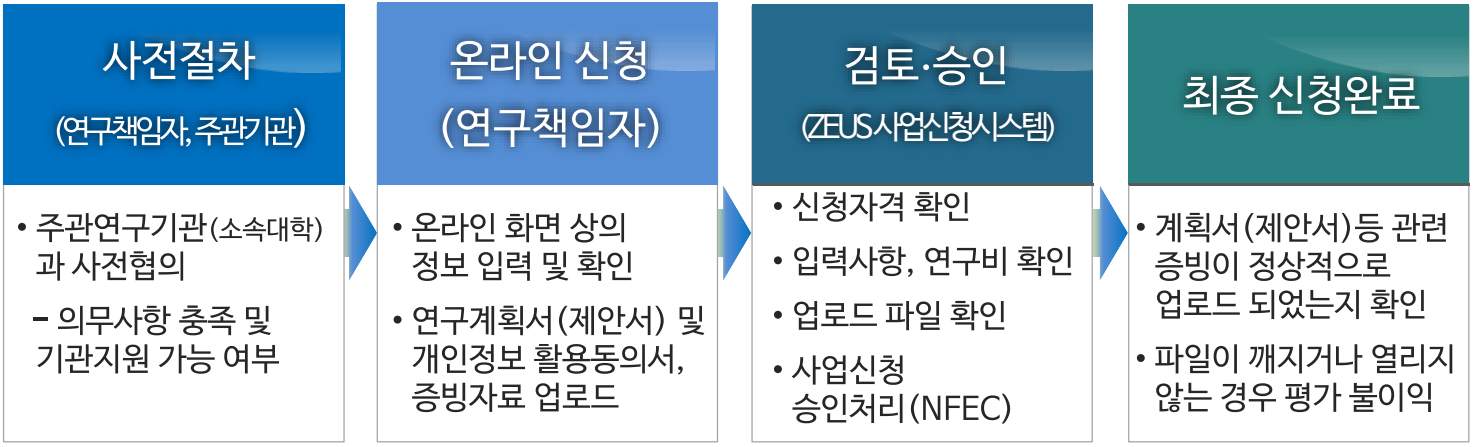 사전절차
(연구책임자, 주관기관)
• 주관연구기관(소속대학)
과 사전협의
- 의무사항 충족 및
기관지원 가능 여부
온라인 신청
(연구책임자)
• 온라인 화면 상의
정보 입력 및 확인
• 연구계획서(제안서) 및
개인정보 활용동의서,
증빙자료 업로드
검토·승인
(ZEUS 사업신청시스템)
• 신청자격 확인
• 입력사항, 연구비 확인
• 업로드 파일 확인
• 사업신청
승인처리(NFEC)
최종 신청완료
• 계획서(제안서)등 관련
증빙이 정상적으로
업로드 되었는지 확인
• 파일이 깨지거나 열리지
않는 경우 평가 불이익